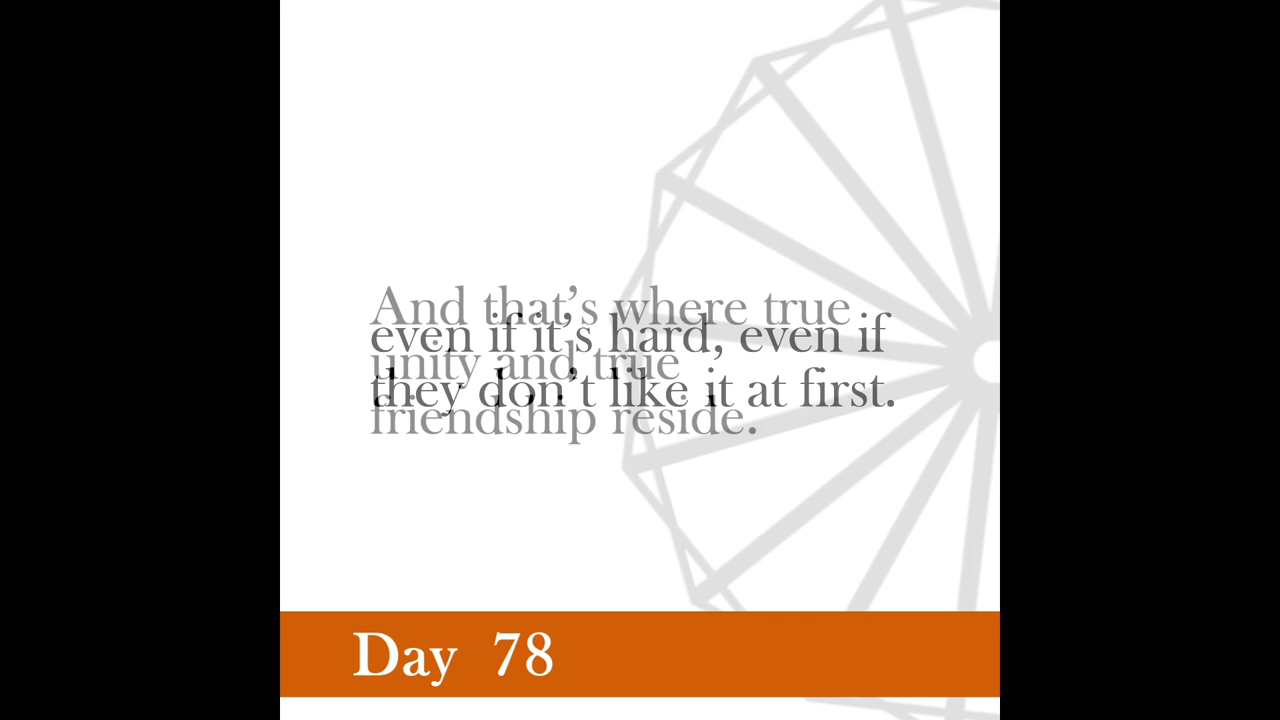 And that’s where true
even if it’s hard, even if
unity and true
they don’t like it at first.
friendship reside.
Day 78